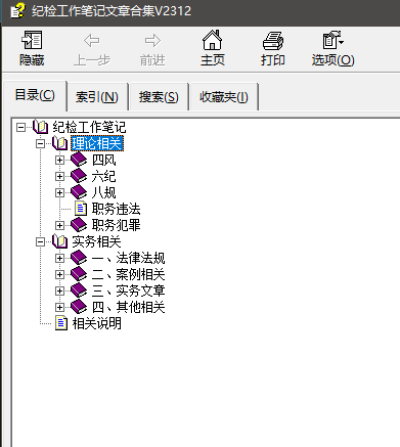 纪检工作笔记文章合集V2312
隐藏 上一步 前进 主页 打印 选项(O)
目录(C) 索引(N) 搜索(S) 收藏夹(I)
纪检工作笔记
理论相关
四风
六纪
八规
职务违法
职务犯罪
实务相关
一、法律法规
二、案例相关
三、实务文章
四、其他相关
相关说明